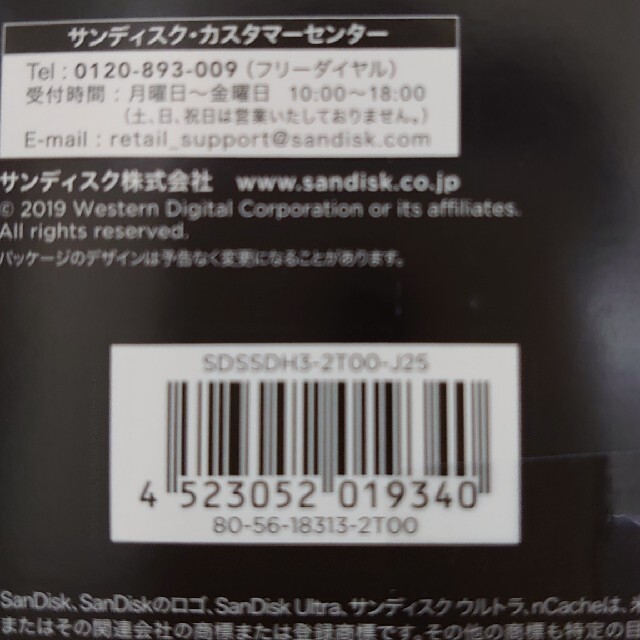 サンディスク・カスタマーセンター
Tel : 0120-893-009 (フリーダイヤル)
受付時間 : 月曜日～金曜日 10:00～18:00
(土、日、祝日は営業いたしておりません。)
E-mail : retail_support@sandisk.com
サンディスク株式会社 www.sandisk.co.jp
© 2019 Western Digital Corporation or its affiliates.
All rights reserved.
パッケージのデザインは予告なく変更になることがあります。
SDSSDH3-2T00-J25
4 523052 019340
80-56-18313-2T00
SanDisk、SanDiskのロゴ、SanDisk Ultra、サンディスク ウルトラ、nCacheは、
またはその関連会社の商標または登録商標です。その他の商標も特定の